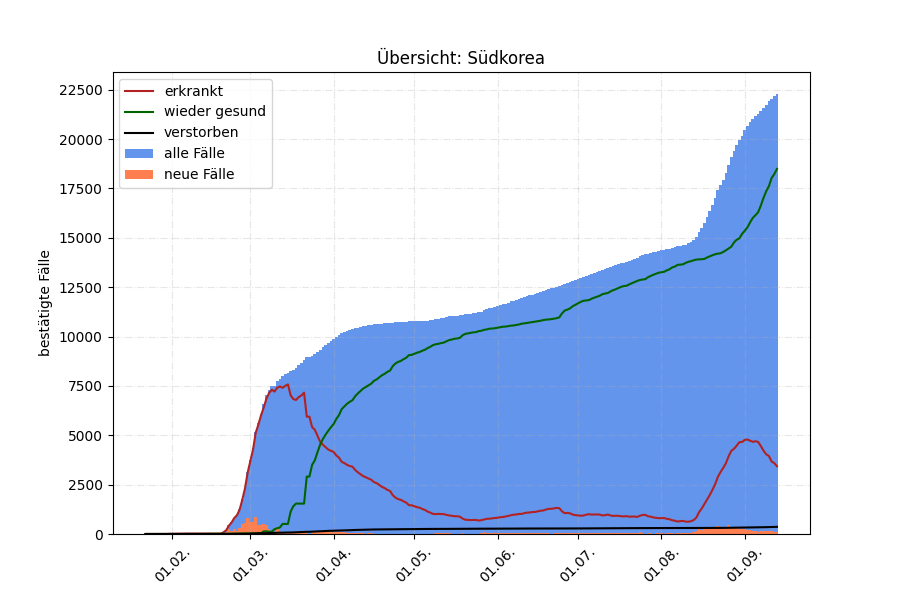 Übersicht: Südkorea
erkrankt
wieder gesund
verstorben
alle Fälle
neue Fälle
bestätigte Fälle
22500
20000
17500
15000
12500
10000
7500
5000
2500
0
01.02.
01.03.
01.04.
01.05.
01.06.
01.07.
01.08.
01.09.